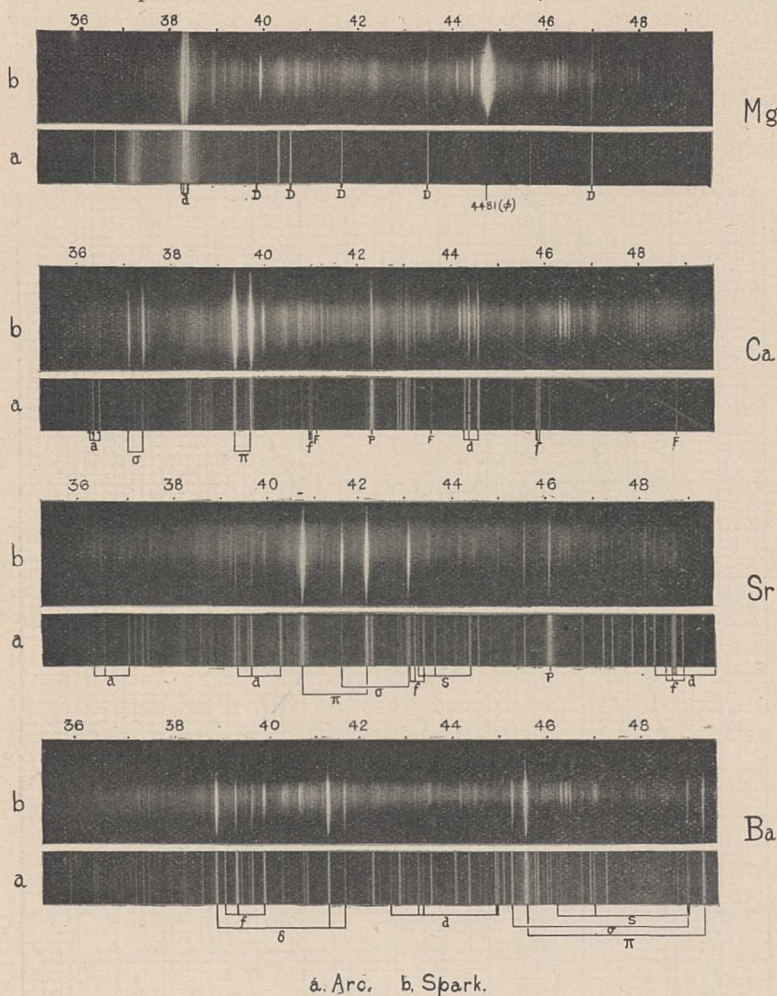 36 38 40 42 44 46 48
b
Mg
a
d D D D D 4481(ϕ) D
36 38 40 42 44 46 48
b
Ca
a
d σ π f F P F d f F
36 38 40 42 44 46 48
b
Sr
a
d d π σ f s P f d
36 38 40 42 44 46 48
b
Ba
a
f δ d s σ π
a. Arc. b. Spark.